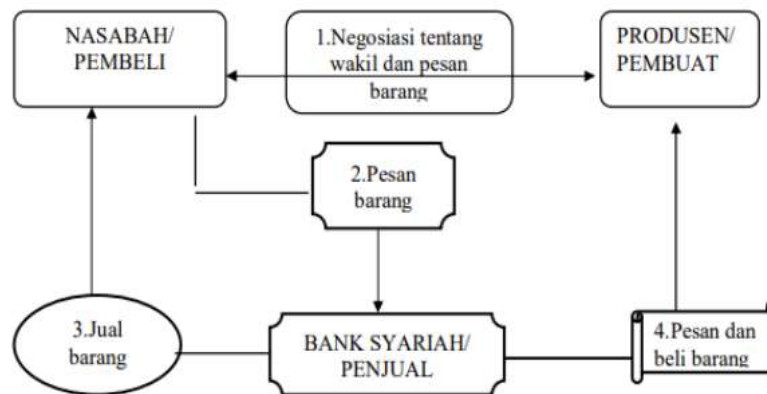 NASABAH/
PEMBELI
1.Negosiasi tentang
wakil dan pesan
barang
PRODUSEN/
PEMBUAT
2.Pesan
barang
3.Jual
barang
BANK SYARIAH/
PENJUAL
4.Pesan dan
beli barang